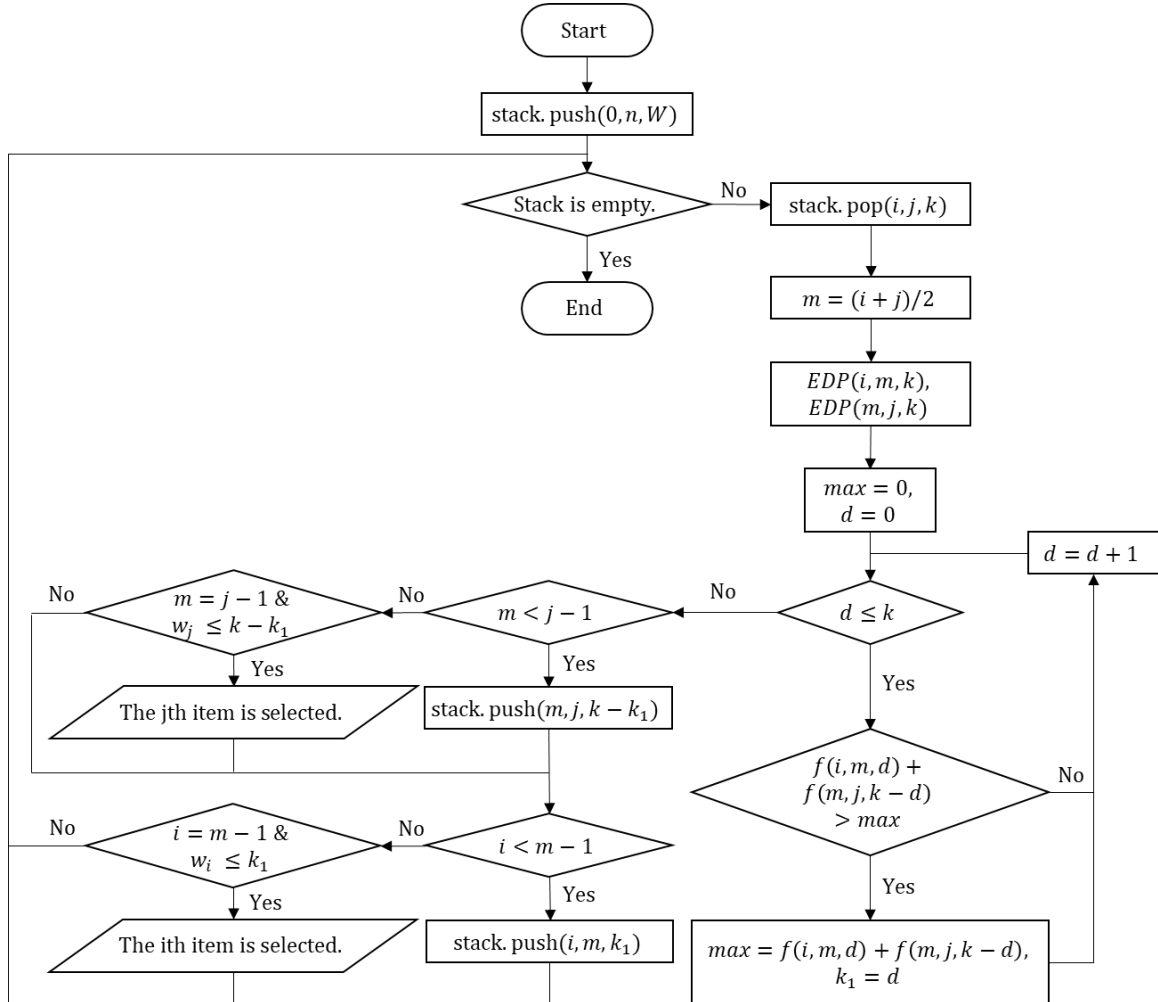 Start
stack. push(0, n, W)
Stack is empty.
No
stack. pop(i, j, k)
Yes
End
m = (i + j)/2
EDP(i, m, k),
EDP(m, j, k)
max = 0,
d = 0
d = d + 1
d ≤ k
No
Yes
m < j − 1
No
Yes
m = j − 1 &
w_j ≤ k − k_1
No
Yes
The jth item is selected.
stack. push(m, j, k − k_1)
f(i, m, d) +
f(m, j, k − d)
> max
No
Yes
max = f(i, m, d) + f(m, j, k − d),
k_1 = d
i < m − 1
No
Yes
i = m − 1 &
w_i ≤ k_1
No
Yes
The ith item is selected.
stack. push(i, m, k_1)